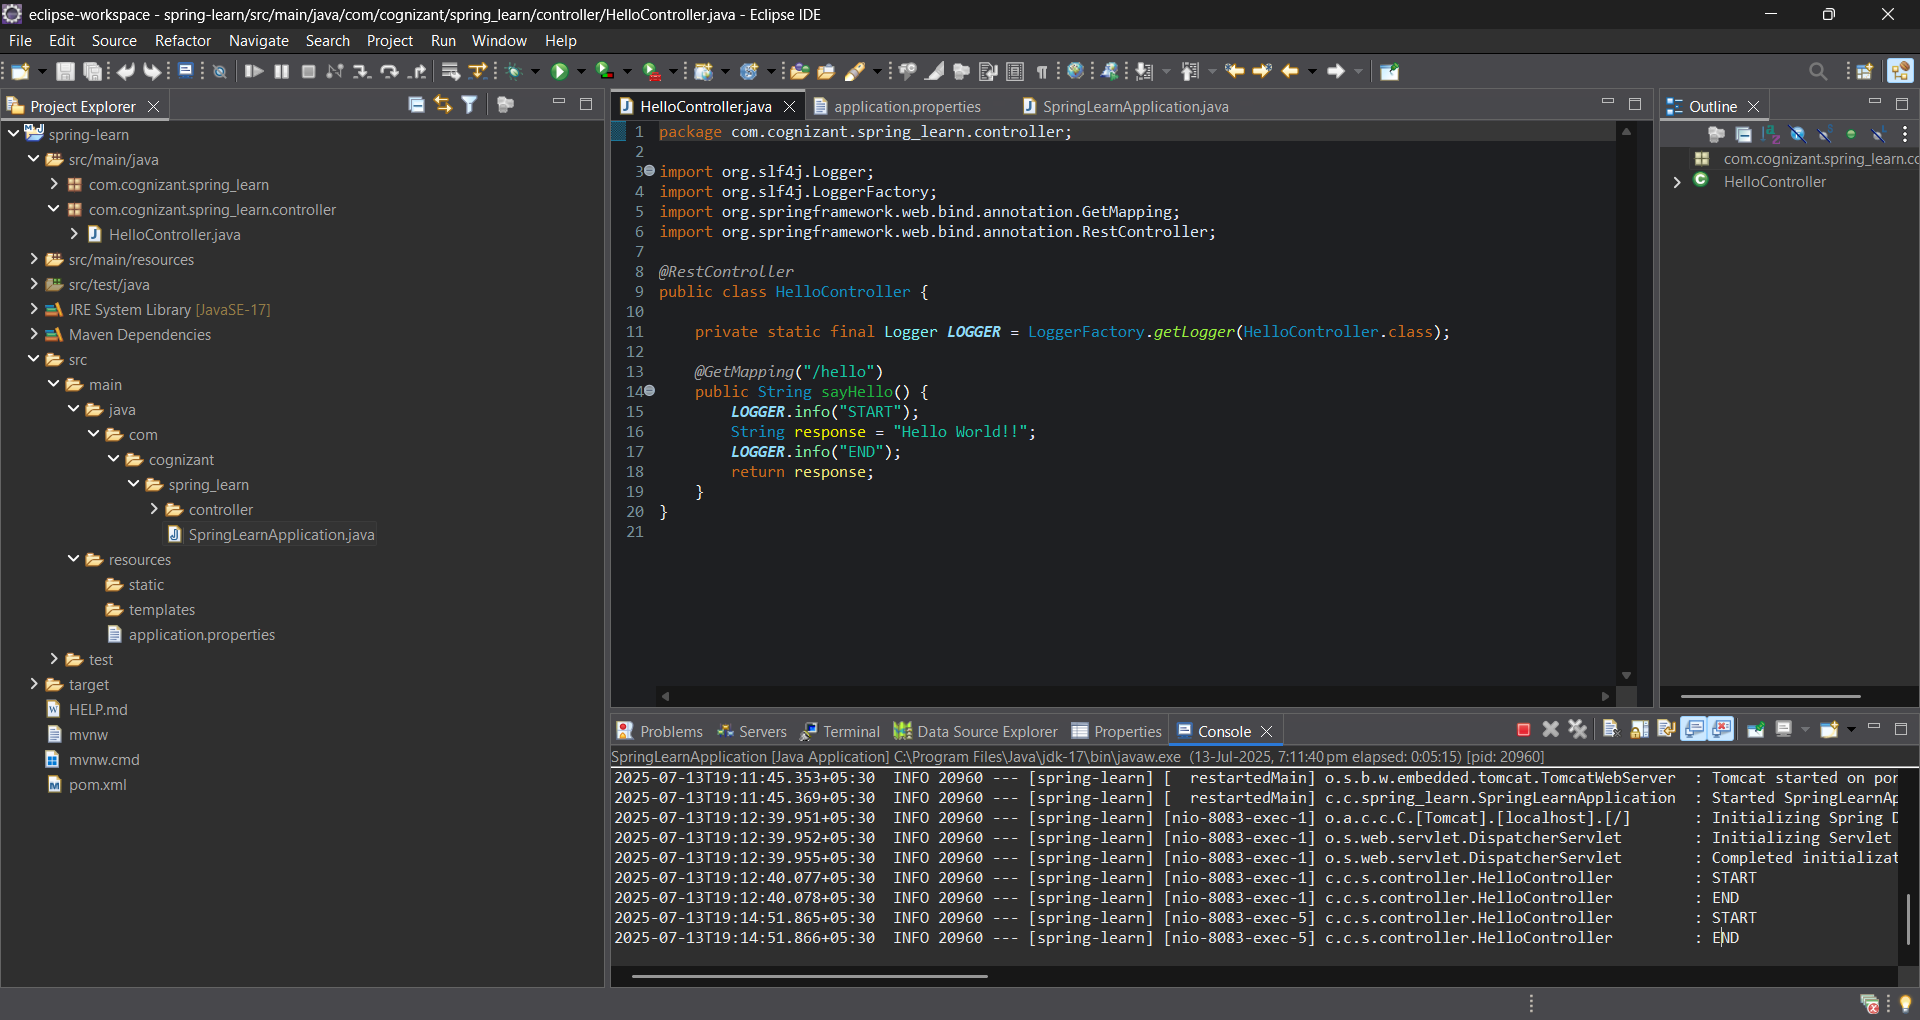 eclipse-workspace - spring-learn/src/main/java/com/cognizant/spring_learn/controller/HelloController.java - Eclipse IDE
File Edit Source Refactor Navigate Search Project Run Window Help
Project Explorer
spring-learn
src/main/java
com.cognizant.spring_learn
com.cognizant.spring_learn.controller
HelloController.java
src/main/resources
src/test/java
JRE System Library [JavaSE-17]
Maven Dependencies
src
main
java
com
cognizant
spring_learn
controller
SpringLearnApplication.java
resources
static
templates
application.properties
test
target
HELP.md
mvnw
mvnw.cmd
pom.xml
HelloController.java application.properties SpringLearnApplication.java
1 package com.cognizant.spring_learn.controller;
2
3 import org.slf4j.Logger;
4 import org.slf4j.LoggerFactory;
5 import org.springframework.web.bind.annotation.GetMapping;
6 import org.springframework.web.bind.annotation.RestController;
7
8 @RestController
9 public class HelloController {
10
11 private static final Logger LOGGER = LoggerFactory.getLogger(HelloController.class);
12
13 @GetMapping("/hello")
14 public String sayHello() {
15 LOGGER.info("START");
16 String response = "Hello World!!";
17 LOGGER.info("END");
18 return response;
19 }
20 }
21
Outline
com.cognizant.spring_learn.cc
HelloController
Problems Servers Terminal Data Source Explorer Properties Console
SpringLearnApplication [Java Application] C:\Program Files\Java\jdk-17\bin\javaw.exe (13-Jul-2025, 7:11:40 pm elapsed: 0:05:15) [pid: 20960]
2025-07-13T19:11:45.353+05:30 INFO 20960 --- [spring-learn] [ restartedMain] o.s.b.w.embedded.tomcat.TomcatWebServer : Tomcat started on por
2025-07-13T19:11:45.369+05:30 INFO 20960 --- [spring-learn] [ restartedMain] c.c.spring_learn.SpringLearnApplication : Started SpringLearnAp
2025-07-13T19:12:39.951+05:30 INFO 20960 --- [spring-learn] [nio-8083-exec-1] o.a.c.c.C.[Tomcat].[localhost].[/] : Initializing Spring D
2025-07-13T19:12:39.952+05:30 INFO 20960 --- [spring-learn] [nio-8083-exec-1] o.s.web.servlet.DispatcherServlet : Initializing Servlet
2025-07-13T19:12:39.955+05:30 INFO 20960 --- [spring-learn] [nio-8083-exec-1] o.s.web.servlet.DispatcherServlet : Completed initializat
2025-07-13T19:12:40.077+05:30 INFO 20960 --- [spring-learn] [nio-8083-exec-1] c.c.s.controller.HelloController : START
2025-07-13T19:12:40.078+05:30 INFO 20960 --- [spring-learn] [nio-8083-exec-1] c.c.s.controller.HelloController : END
2025-07-13T19:14:51.865+05:30 INFO 20960 --- [spring-learn] [nio-8083-exec-5] c.c.s.controller.HelloController : START
2025-07-13T19:14:51.866+05:30 INFO 20960 --- [spring-learn] [nio-8083-exec-5] c.c.s.controller.HelloController : END